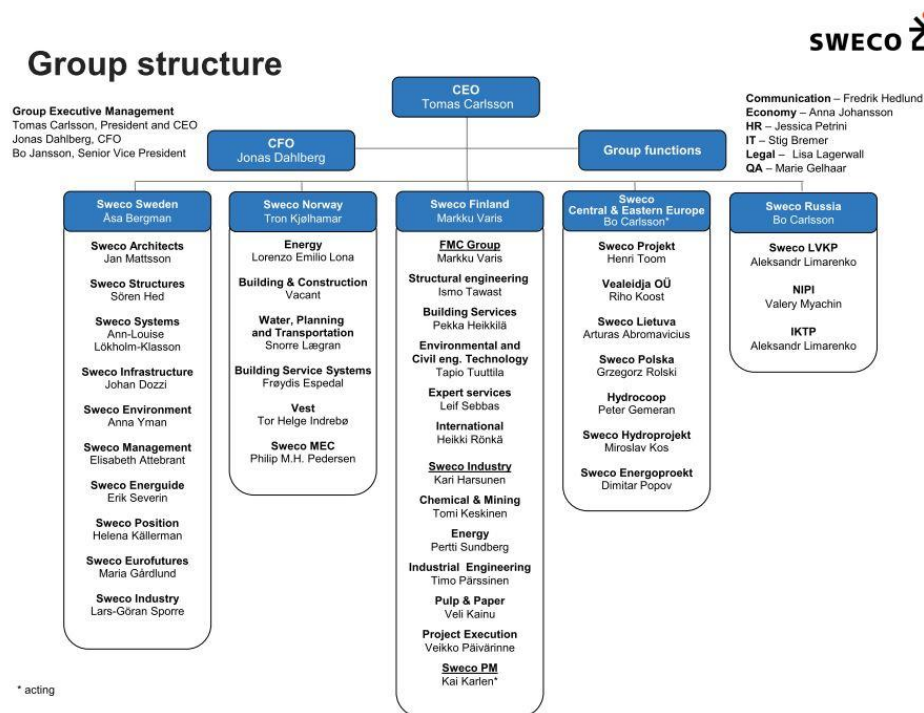 SWECO
Group structure
CEO
Tomas Carlsson
Group Executive Management
Tomas Carlsson, President and CEO
Jonas Dahlberg, CFO
Bo Jansson, Senior Vice President
CFO
Jonas Dahlberg
Group functions
Communication – Fredrik Hedlund
Economy – Anna Johansson
HR – Jessica Petrini
IT – Stig Bremer
Legal – Lisa Lagerwall
QA – Marie Gelhaar
Sweco Sweden
Åsa Bergman
Sweco Architects
Jan Mattsson
Sweco Structures
Sören Hed
Sweco Systems
Ann-Louise
Lökholm-Klasson
Sweco Infrastructure
Johan Dozzi
Sweco Environment
Anna Yman
Sweco Management
Elisabeth Attebrant
Sweco Energuide
Erik Severin
Sweco Position
Helena Källerman
Sweco Eurofutures
Maria Gårdlund
Sweco Industry
Lars-Göran Sporre
Sweco Norway
Tron Kjølhamar
Energy
Lorenzo Emilio Lona
Building & Construction
Vacant
Water, Planning
and Transportation
Snorre Lægran
Building Service Systems
Frøydis Espedal
Vest
Tor Helge Indrebø
Sweco MEC
Philip M.H. Pedersen
Sweco Finland
Markku Varis
FMC Group
Markku Varis
Structural engineering
Ismo Tawast
Building Services
Pekka Heikkilä
Environmental and
Civil eng. Technology
Tapio Tuuttila
Expert services
Leif Sebbas
International
Heikki Rönkä
Sweco Industry
Kari Harsunen
Chemical & Mining
Tomi Keskinen
Energy
Pertti Sundberg
Industrial Engineering
Timo Pärssinen
Pulp & Paper
Veli Kainu
Project Execution
Veikko Päivärinne
Sweco PM
Kai Karlen*
Sweco
Central & Eastern Europe
Bo Carlsson*
Sweco Projekt
Henri Toom
Vealeidja OÜ
Riho Koost
Sweco Lietuva
Arturas Abromavicius
Sweco Polska
Grzegorz Rolski
Hydrocoop
Peter Gemeran
Sweco Hydroprojekt
Miroslav Kos
Sweco Energoproekt
Dimitar Popov
Sweco Russia
Bo Carlsson
Sweco LVKP
Aleksandr Limarenko
NIPI
Valery Myachin
IKTP
Aleksandr Limarenko
* acting